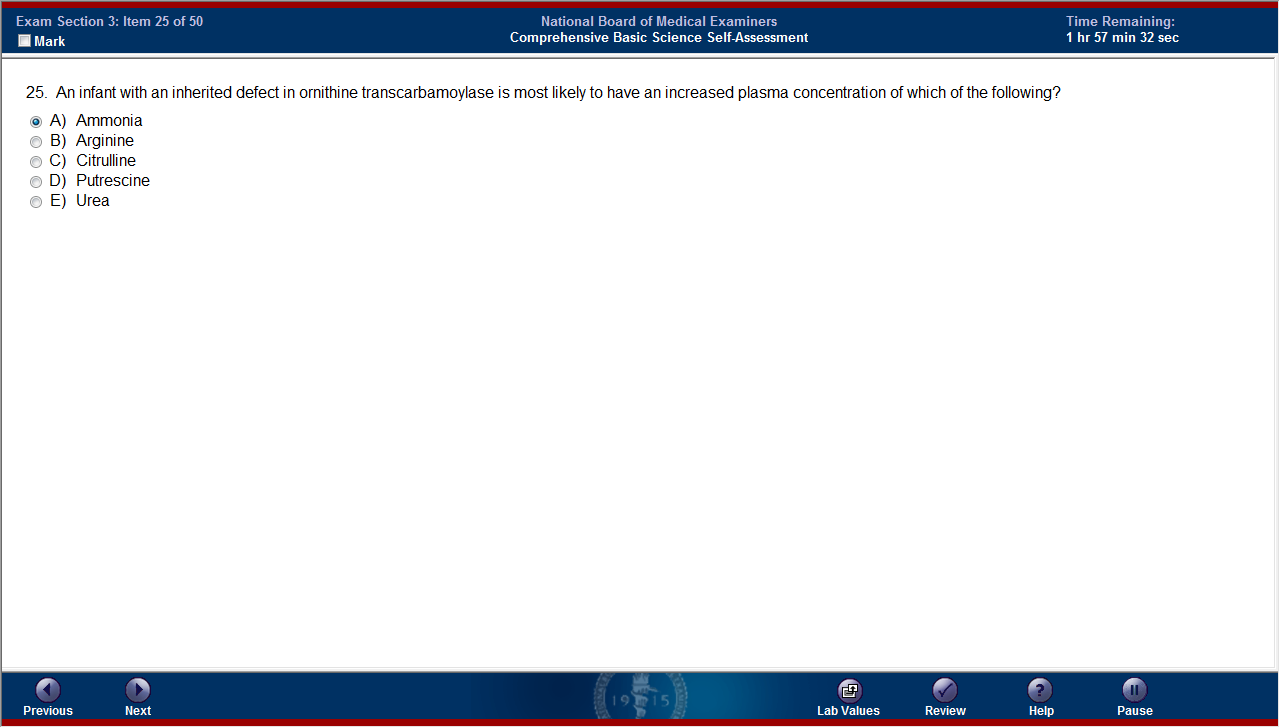 Exam Section 3: Item 25 of 50
National Board of Medical Examiners
Time Remaining:
Mark
Comprehensive Basic Science Self-Assessment
1 hr 57 min 32 sec
25. An infant with an inherited defect in ornithine transcarbamoylase is most likely to have an increased plasma concentration of which of the following?
A) Ammonia
B) Arginine
C) Citrulline
D) Putrescine
E) Urea
1915
Previous
Next
Lab Values
Review
Help
Pause